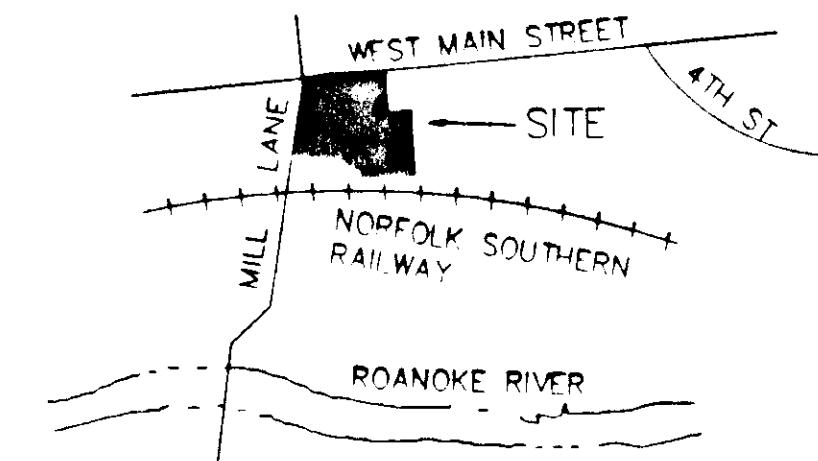 WEST MAIN STREET
4TH ST
SITE
MILL LANE
NORFOLK SOUTHERN
RAILWAY
ROANOKE RIVER